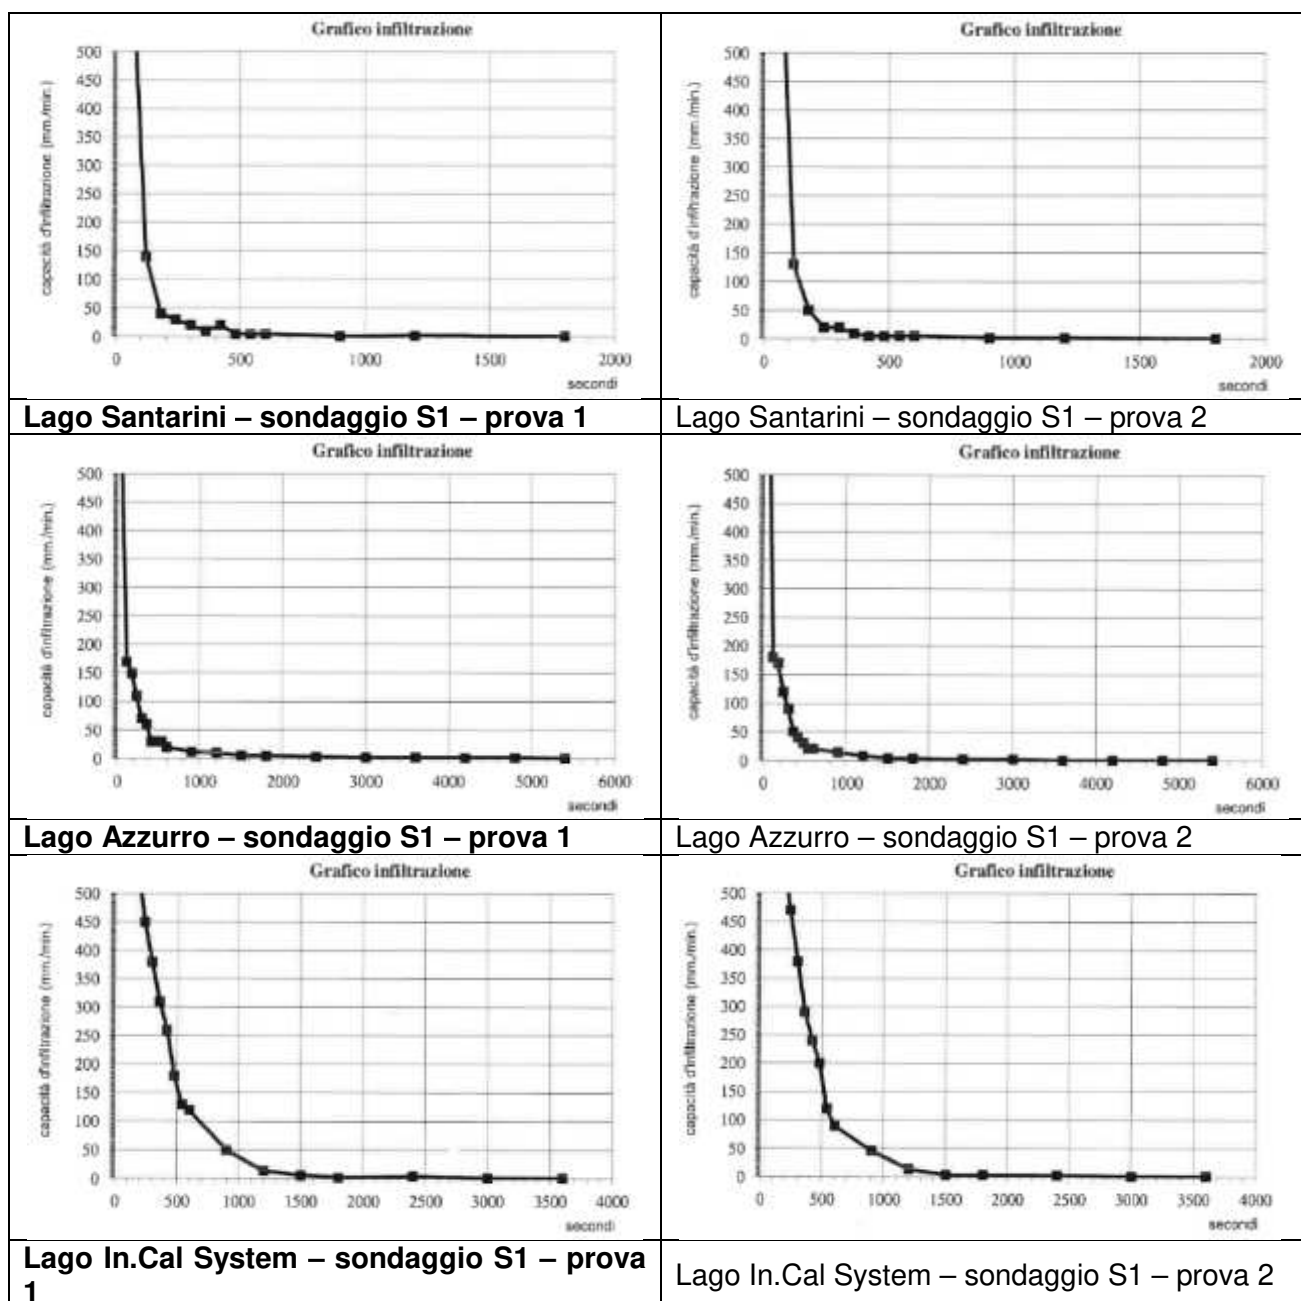 Grafico infiltrazione
capacità d'infiltrazione (mm./min.)
500
450
400
350
300
250
200
150
100
50
0
0 500 1000 1500 2000
secondi
Lago Santarini – sondaggio S1 – prova 1
Grafico infiltrazione
capacità d'infiltrazione (mm./min.)
500
450
400
350
300
250
200
150
100
50
0
0 500 1000 1500 2000
secondi
Lago Santarini – sondaggio S1 – prova 2
Grafico infiltrazione
capacità d'infiltrazione (mm./min.)
500
450
400
350
300
250
200
150
100
50
0
0 1000 2000 3000 4000 5000 6000
secondi
Lago Azzurro – sondaggio S1 – prova 1
Grafico infiltrazione
capacità d'infiltrazione (mm./min.)
500
450
400
350
300
250
200
150
100
50
0
0 1000 2000 3000 4000 5000 6000
secondi
Lago Azzurro – sondaggio S1 – prova 2
Grafico infiltrazione
capacità d'infiltrazione (mm./min.)
500
450
400
350
300
250
200
150
100
50
0
0 500 1000 1500 2000 2500 3000 3500 4000
secondi
Lago In.Cal System – sondaggio S1 – prova
1
Grafico infiltrazione
capacità d'infiltrazione (mm./min.)
500
450
400
350
300
250
200
150
100
50
0
0 500 1000 1500 2000 2500 3000 3500 4000
secondi
Lago In.Cal System – sondaggio S1 – prova 2